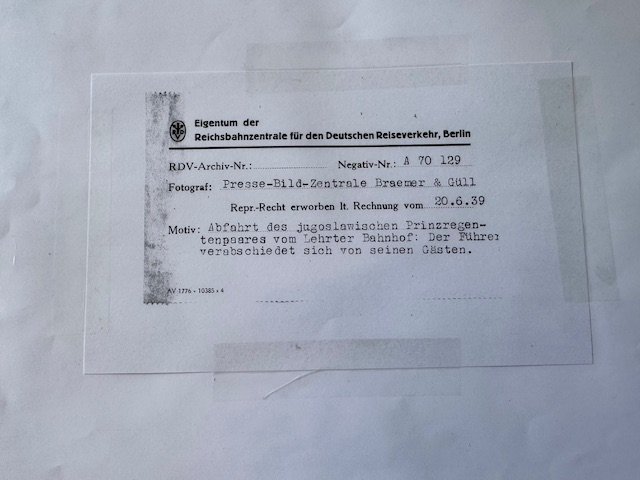 Eigentum der
Reichsbahnzentrale für den Deutschen Reiseverkehr, Berlin
RDV-Archiv-Nr.: Negativ-Nr.: A 70 129
Fotograf: Presse-Bild-Zentrale Braemer & Güll
Repr.-Recht erworben lt. Rechnung vom 20.6.39
Motiv: Abfahrt des jugoslawischen Prinzregen-
tenpaares vom Lehrter Bahnhof: Der Führer
verabschiedet sich von seinen Gästen.
AV 1776 - 10385 x 4